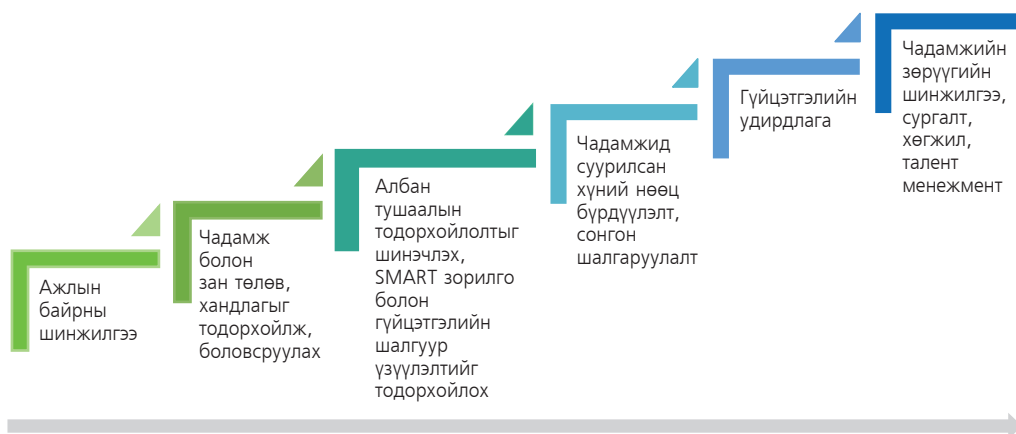 Ажлын
байрны
шинжилгээ
Чадамж
болон
зан төлөв,
хандлагыг
тодорхойлж,
боловсруулах
Албан
тушаалын
тодорхойлолтыг
шинэчлэх,
SMART зорилго
болон
гүйцэтгэлийн
шалгуур
үзүүлэлтийг
тодорхойлох
Чадамжид
суурилсан
хүний нөөц
бүрдүүлэлт,
сонгон
шалгаруулалт
Гүйцэтгэлийн
удирдлага
Чадамжийн
зөрүүгийн
шинжилгээ,
сургалт,
хөгжил,
талент
менежмент